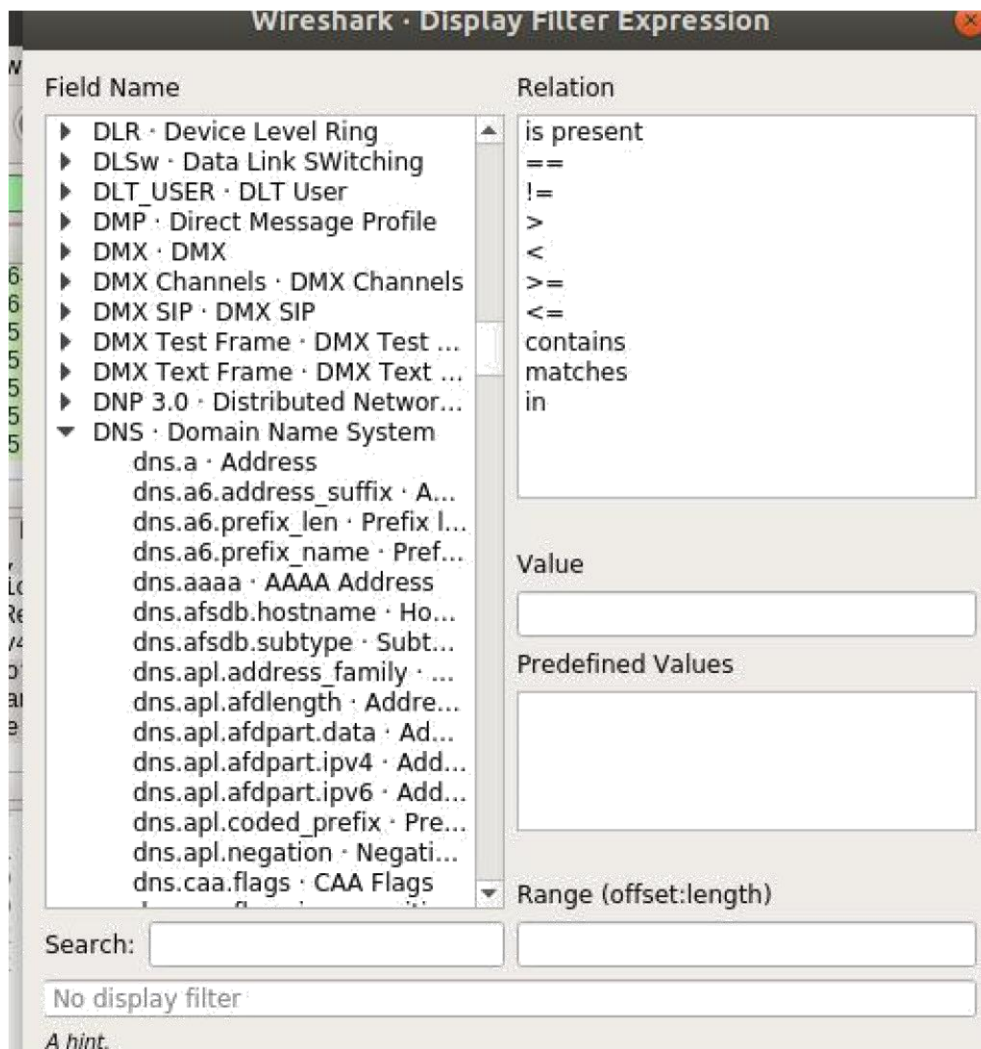 Wireshark · Display Filter Expression
Field Name
DLR · Device Level Ring
DLSw · Data Link SWitching
DLT_USER · DLT User
DMP · Direct Message Profile
DMX · DMX
DMX Channels · DMX Channels
DMX SIP · DMX SIP
DMX Test Frame · DMX Test ...
DMX Text Frame · DMX Text ...
DNP 3.0 · Distributed Networ...
DNS · Domain Name System
dns.a · Address
dns.a6.address_suffix · A...
dns.a6.prefix_len · Prefix l...
dns.a6.prefix_name · Pref...
dns.aaaa · AAAA Address
dns.afsdb.hostname · Ho...
dns.afsdb.subtype · Subt...
dns.apl.address_family · ...
dns.apl.afdlength · Addre...
dns.apl.afdpart.data · Ad...
dns.apl.afdpart.ipv4 · Add...
dns.apl.afdpart.ipv6 · Add...
dns.apl.coded_prefix · Pre...
dns.apl.negation · Negati...
dns.caa.flags · CAA Flags
Search:
Relation
is present
==
!=
>
<
>=
<=
contains
matches
in
Value
Predefined Values
Range (offset:length)
No display filter
A hint.